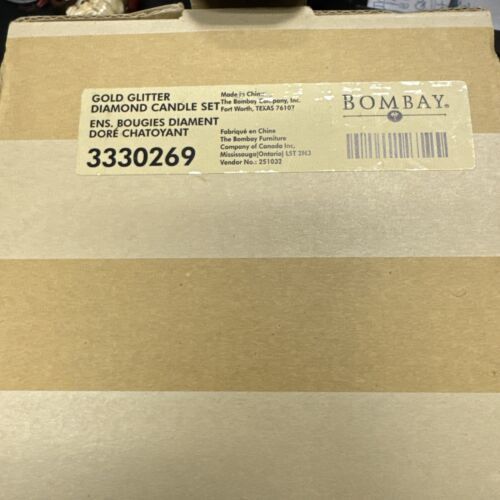 GOLD GLITTER
DIAMOND CANDLE SET
ENS. BOUGIES DIAMENT
DORÉ CHATOYANT
3330269
Made in China
The Bombay Company, Inc.
Fort Worth, TEXAS 76107
Fabriqué en Chine
The Bombay Furniture
Company of Canada Inc,
Mississauga(Ontario) L5T 2N3
Vendor No.: 251032
BOMBAY®